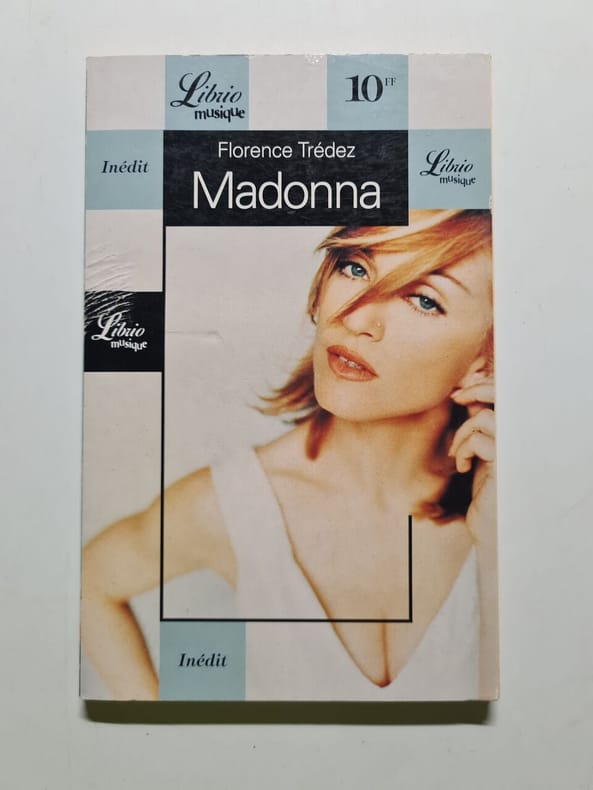 Librio
musique
10FF
Inédit
Florence Trédez
Madonna
Librio
musique
Librio
musique
Inédit